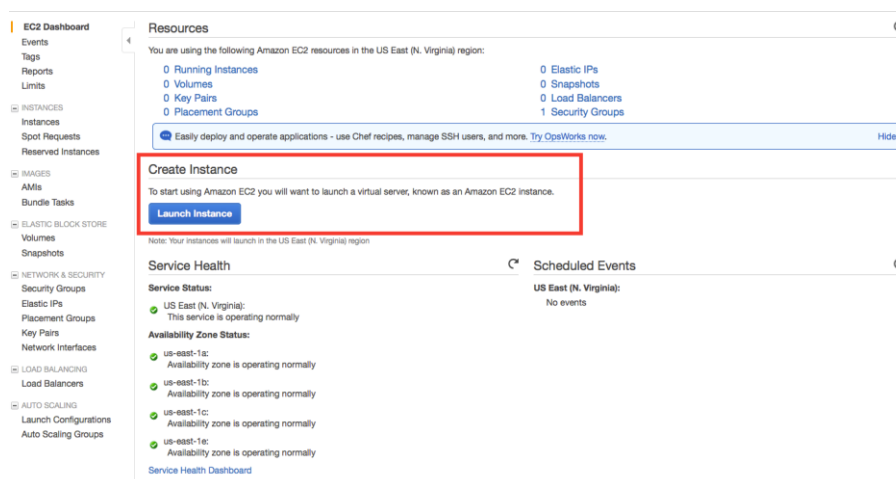 EC2 Dashboard
Events
Tags
Reports
Limits
INSTANCES
Instances
Spot Requests
Reserved Instances
IMAGES
AMIs
Bundle Tasks
ELASTIC BLOCK STORE
Volumes
Snapshots
NETWORK & SECURITY
Security Groups
Elastic IPs
Placement Groups
Key Pairs
Network Interfaces
LOAD BALANCING
Load Balancers
AUTO SCALING
Launch Configurations
Auto Scaling Groups
Resources
You are using the following Amazon EC2 resources in the US East (N. Virginia) region:
0 Running Instances
0 Volumes
0 Key Pairs
0 Placement Groups
0 Elastic IPs
0 Snapshots
0 Load Balancers
1 Security Groups
Easily deploy and operate applications - use Chef recipes, manage SSH users, and more. Try OpsWorks now. Hide
Create Instance
To start using Amazon EC2 you will want to launch a virtual server, known as an Amazon EC2 instance.
Launch Instance
Note: Your instances will launch in the US East (N. Virginia) region
Service Health
Service Status:
US East (N. Virginia):
This service is operating normally
Availability Zone Status:
us-east-1a:
Availability zone is operating normally
us-east-1b:
Availability zone is operating normally
us-east-1c:
Availability zone is operating normally
us-east-1e:
Availability zone is operating normally
Service Health Dashboard
Scheduled Events
US East (N. Virginia):
No events